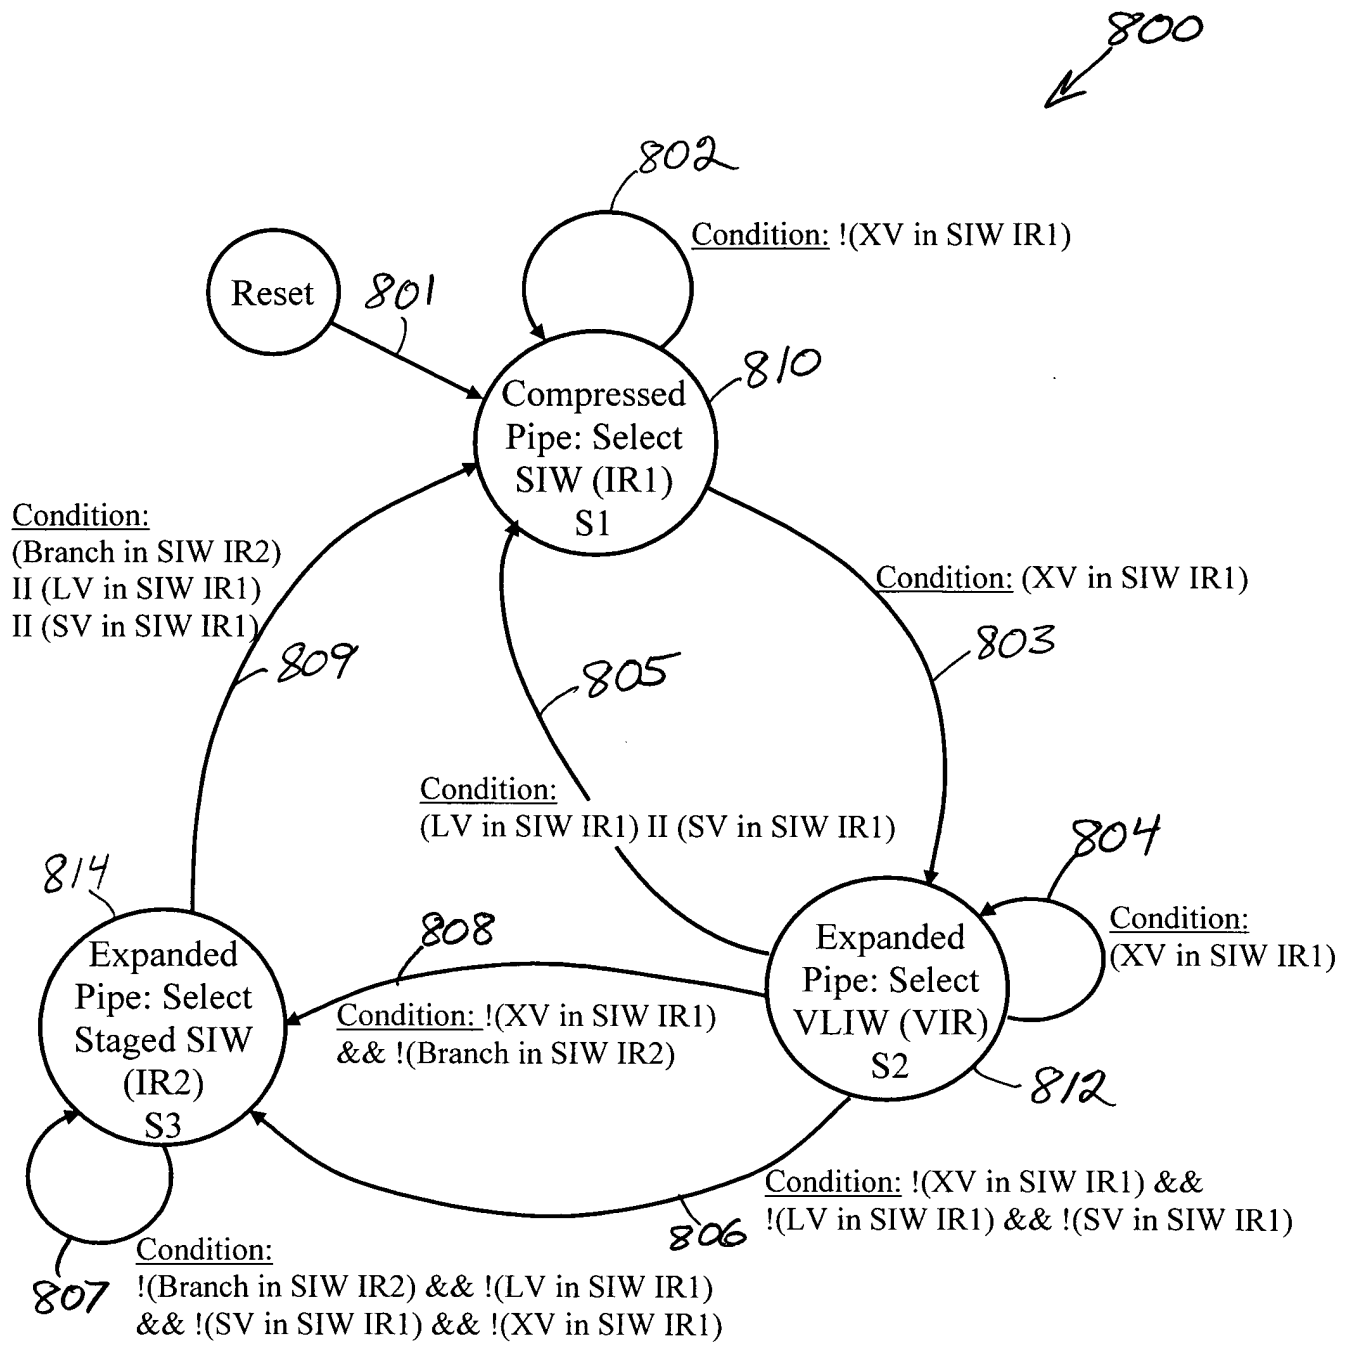 800
802
Condition: !(XV in SIW IR1)
Reset
801
810
Compressed
Pipe: Select
SIW (IR1)
S1
Condition:
(Branch in SIW IR2)
II (LV in SIW IR1)
II (SV in SIW IR1)
809
Condition: (XV in SIW IR1)
803
805
Condition:
(LV in SIW IR1) II (SV in SIW IR1)
804
Condition:
(XV in SIW IR1)
814
Expanded
Pipe: Select
Staged SIW
(IR2)
S3
808
Condition: !(XV in SIW IR1)
&& !(Branch in SIW IR2)
Expanded
Pipe: Select
VLIW (VIR)
S2
812
806
Condition: !(XV in SIW IR1) &&
!(LV in SIW IR1) && !(SV in SIW IR1)
807
Condition:
!(Branch in SIW IR2) && !(LV in SIW IR1)
&& !(SV in SIW IR1) && !(XV in SIW IR1)